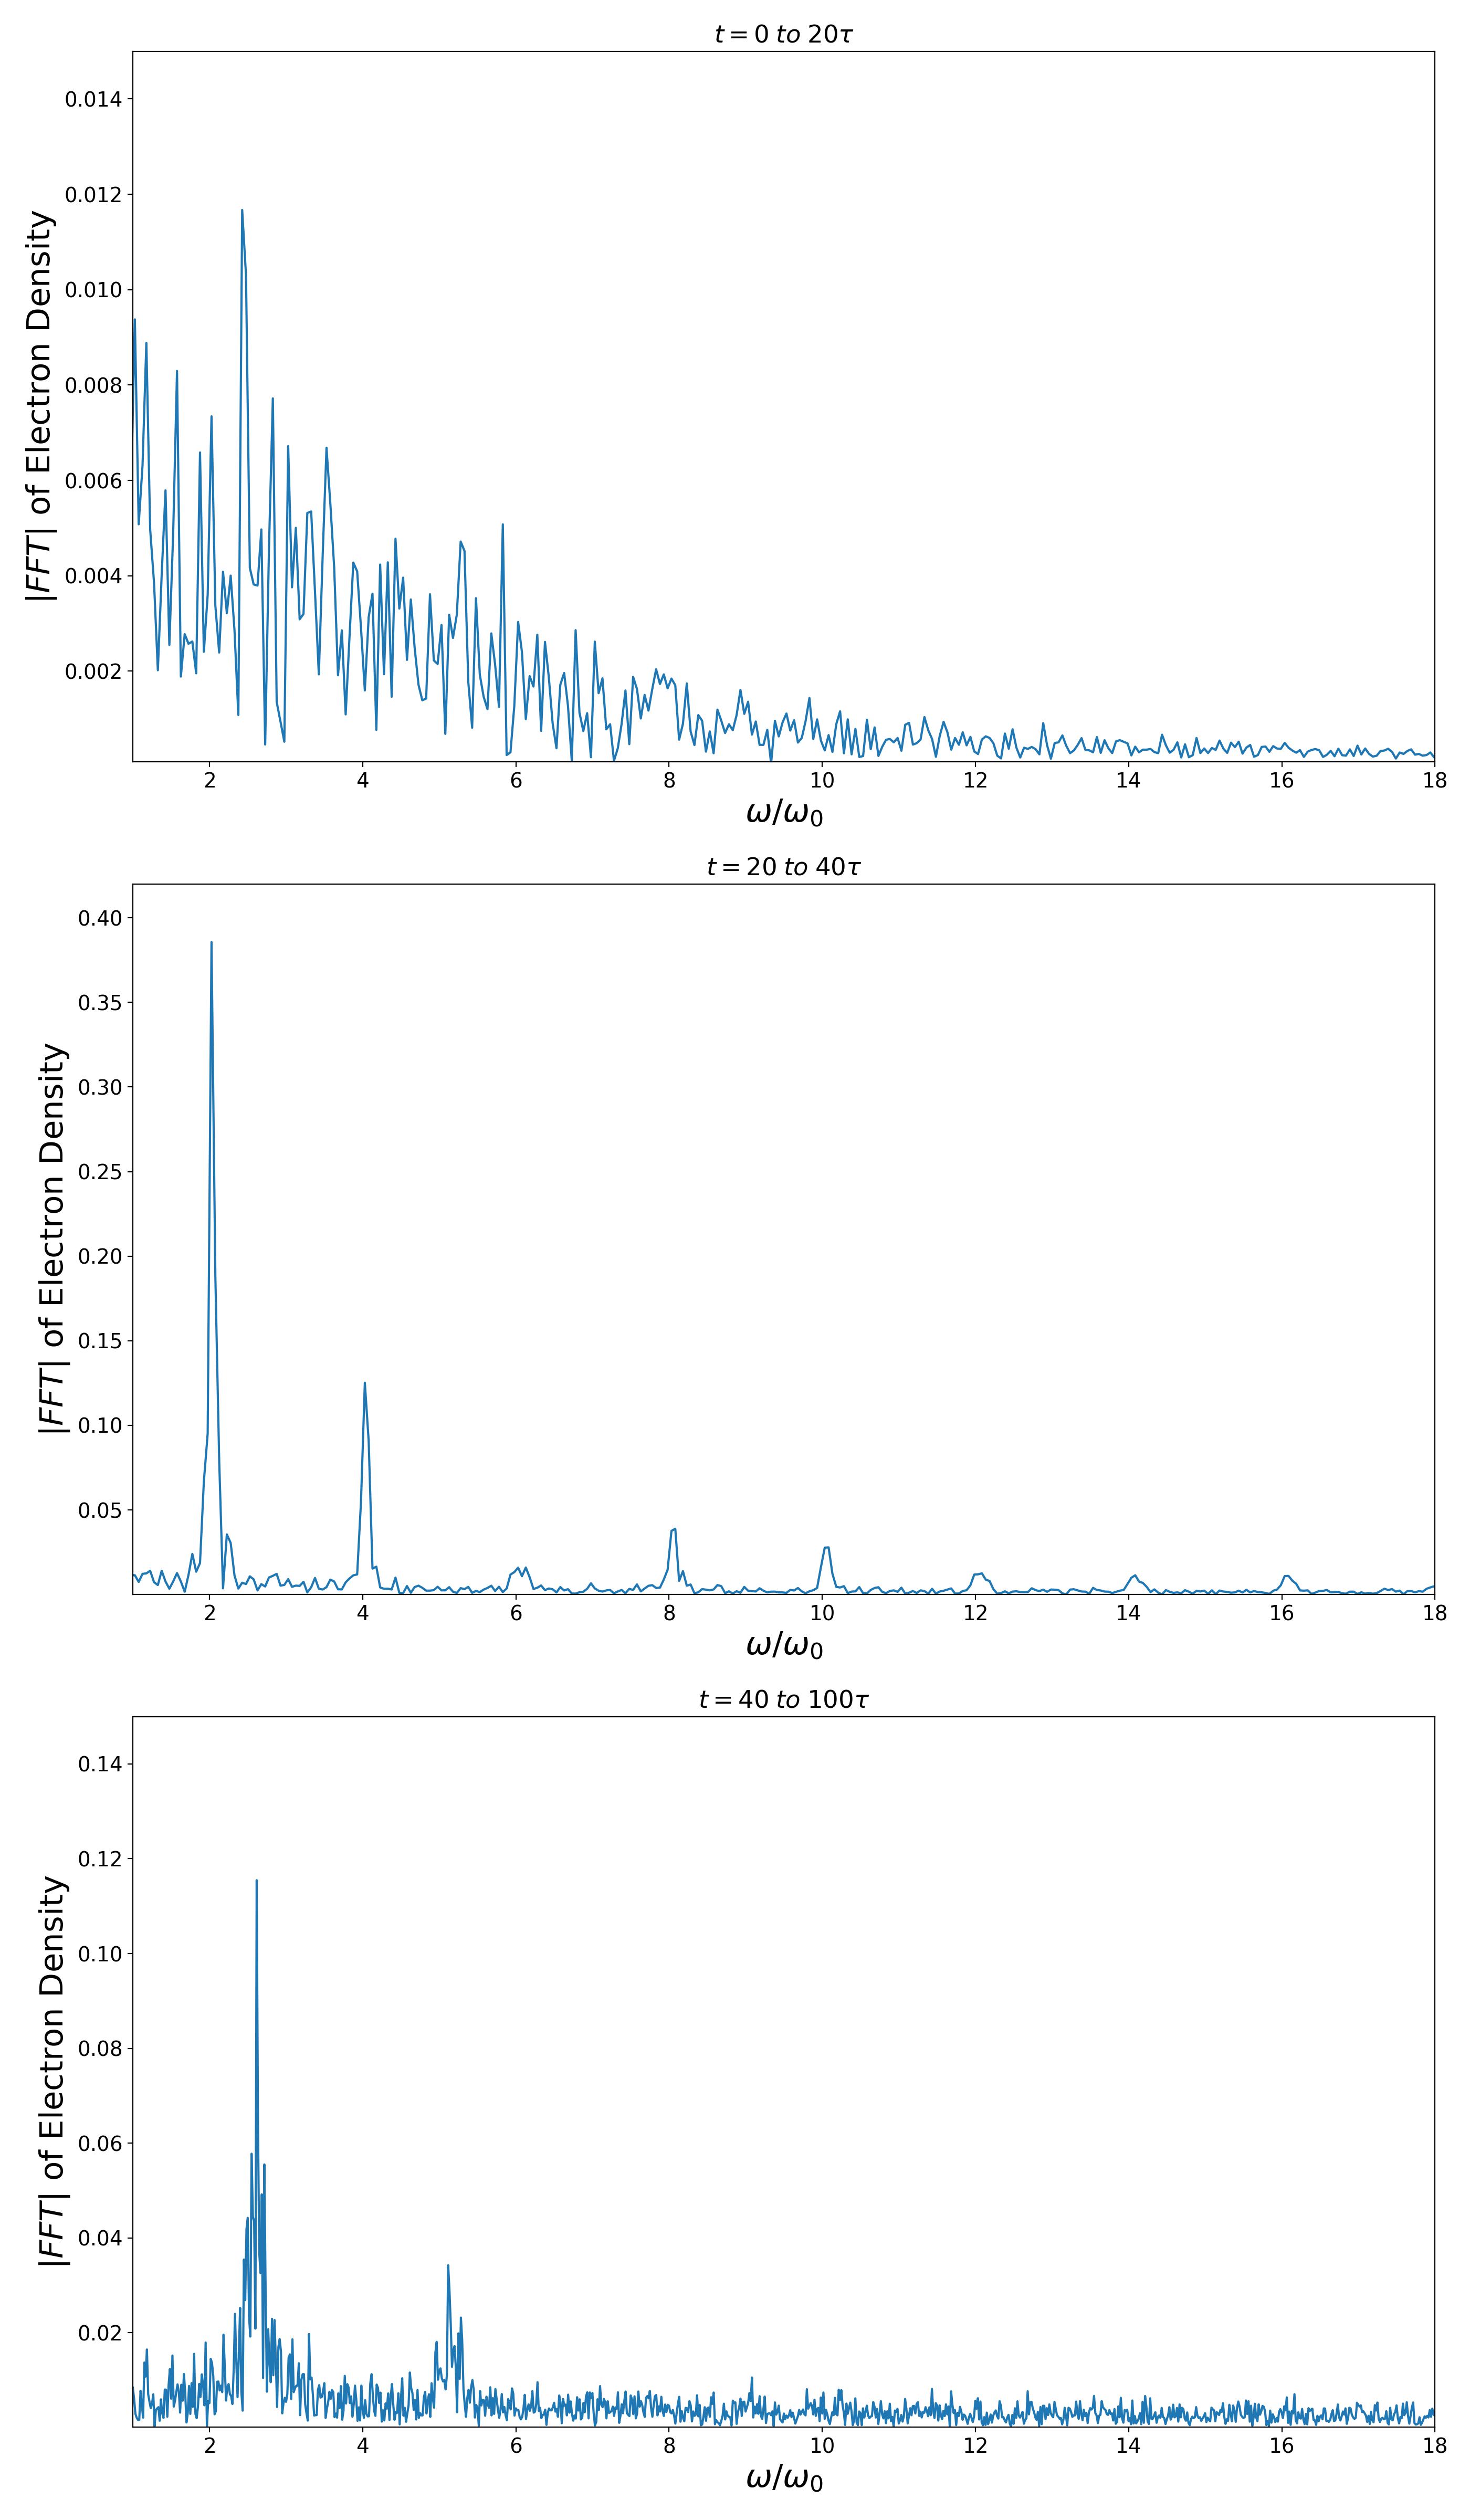 t = 0 to 20τ
0.014
0.012
0.010
0.008
0.006
0.004
0.002
|FFT| of Electron Density
2 4 6 8 10 12 14 16 18
ω/ω₀
t = 20 to 40τ
0.40
0.35
0.30
0.25
0.20
0.15
0.10
0.05
|FFT| of Electron Density
2 4 6 8 10 12 14 16 18
ω/ω₀
t = 40 to 100τ
0.14
0.12
0.10
0.08
0.06
0.04
0.02
|FFT| of Electron Density
2 4 6 8 10 12 14 16 18
ω/ω₀